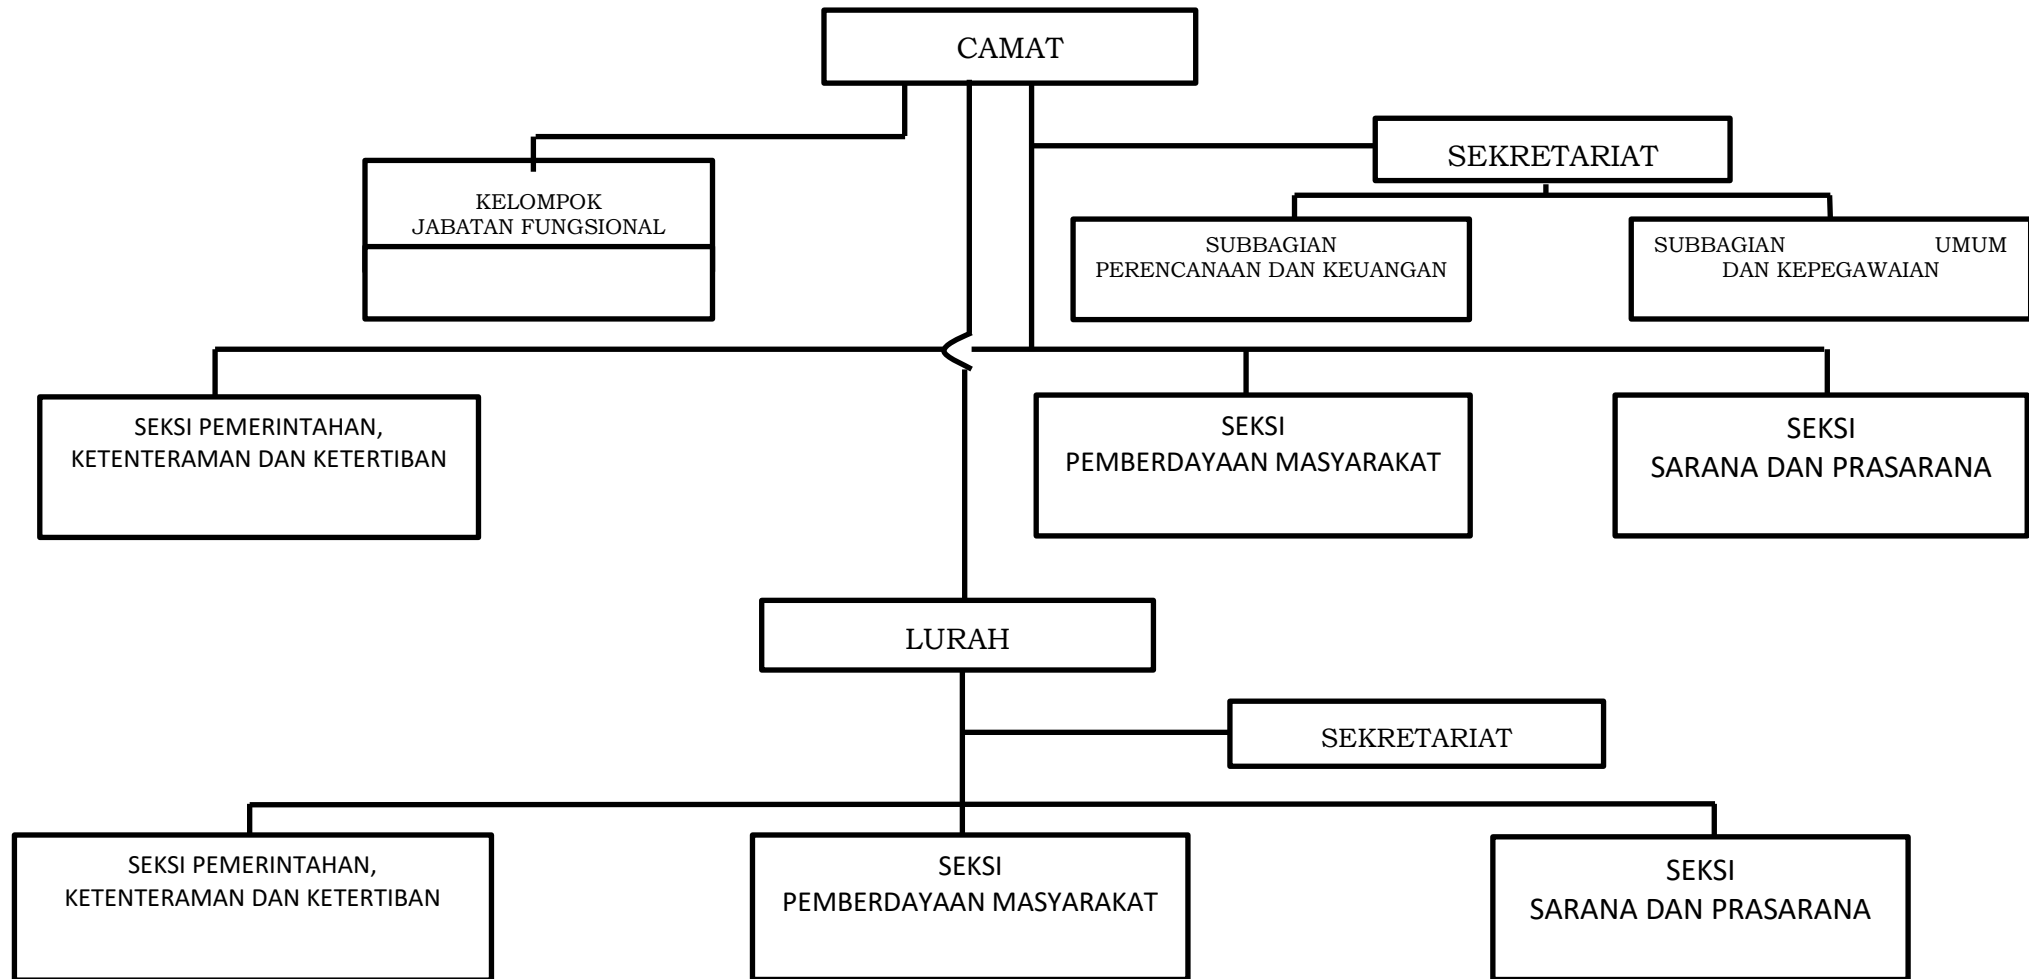 CAMAT
SEKRETARIAT
KELOMPOK
JABATAN FUNGSIONAL
SUBBAGIAN
PERENCANAAN DAN KEUANGAN
SUBBAGIAN UMUM
DAN KEPEGAWAIAN
SEKSI PEMERINTAHAN,
KETENTERAMAN DAN KETERTIBAN
SEKSI
PEMBERDAYAAN MASYARAKAT
SEKSI
SARANA DAN PRASARANA
LURAH
SEKRETARIAT
SEKSI PEMERINTAHAN,
KETENTERAMAN DAN KETERTIBAN
SEKSI
PEMBERDAYAAN MASYARAKAT
SEKSI
SARANA DAN PRASARANA